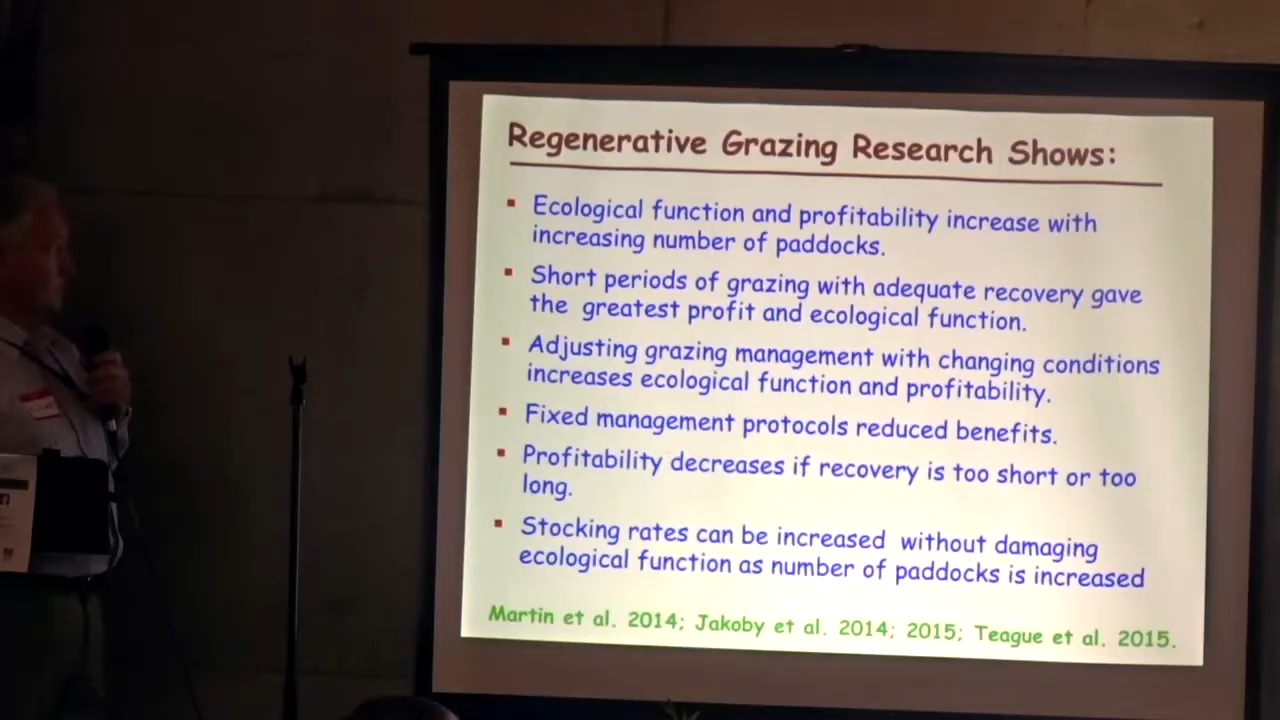 Regenerative Grazing Research Shows:
▪ Ecological function and profitability increase with
increasing number of paddocks.
▪ Short periods of grazing with adequate recovery gave
the greatest profit and ecological function.
▪ Adjusting grazing management with changing conditions
increases ecological function and profitability.
▪ Fixed management protocols reduced benefits.
▪ Profitability decreases if recovery is too short or too
long.
▪ Stocking rates can be increased without damaging
ecological function as number of paddocks is increased
Martin et al. 2014; Jakoby et al. 2014; 2015; Teague et al. 2015.